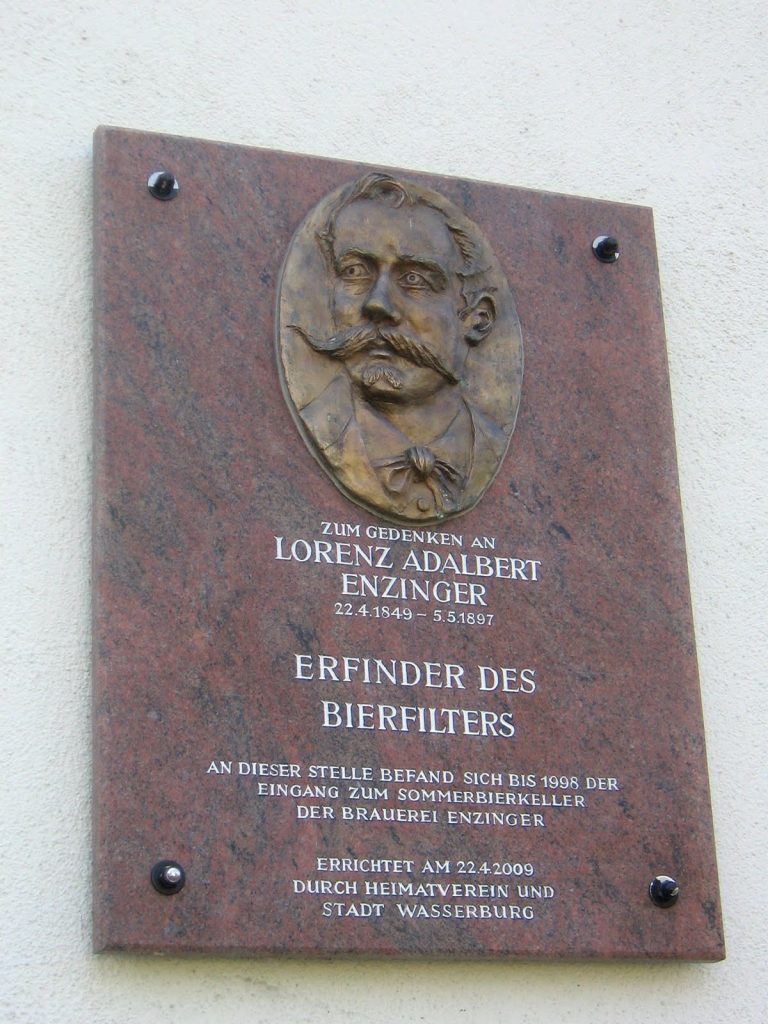 ZUM GEDENKEN AN
LORENZ ADALBERT
ENZINGER
22.4.1849 – 5.5.1897
ERFINDER DES
BIERFILTERS
AN DIESER STELLE BEFAND SICH BIS 1998 DER
EINGANG ZUM SOMMERBIERKELLER
DER BRAUEREI ENZINGER
ERRICHTET AM 22.4.2009
DURCH HEIMATVEREIN UND
STADT WASSERBURG